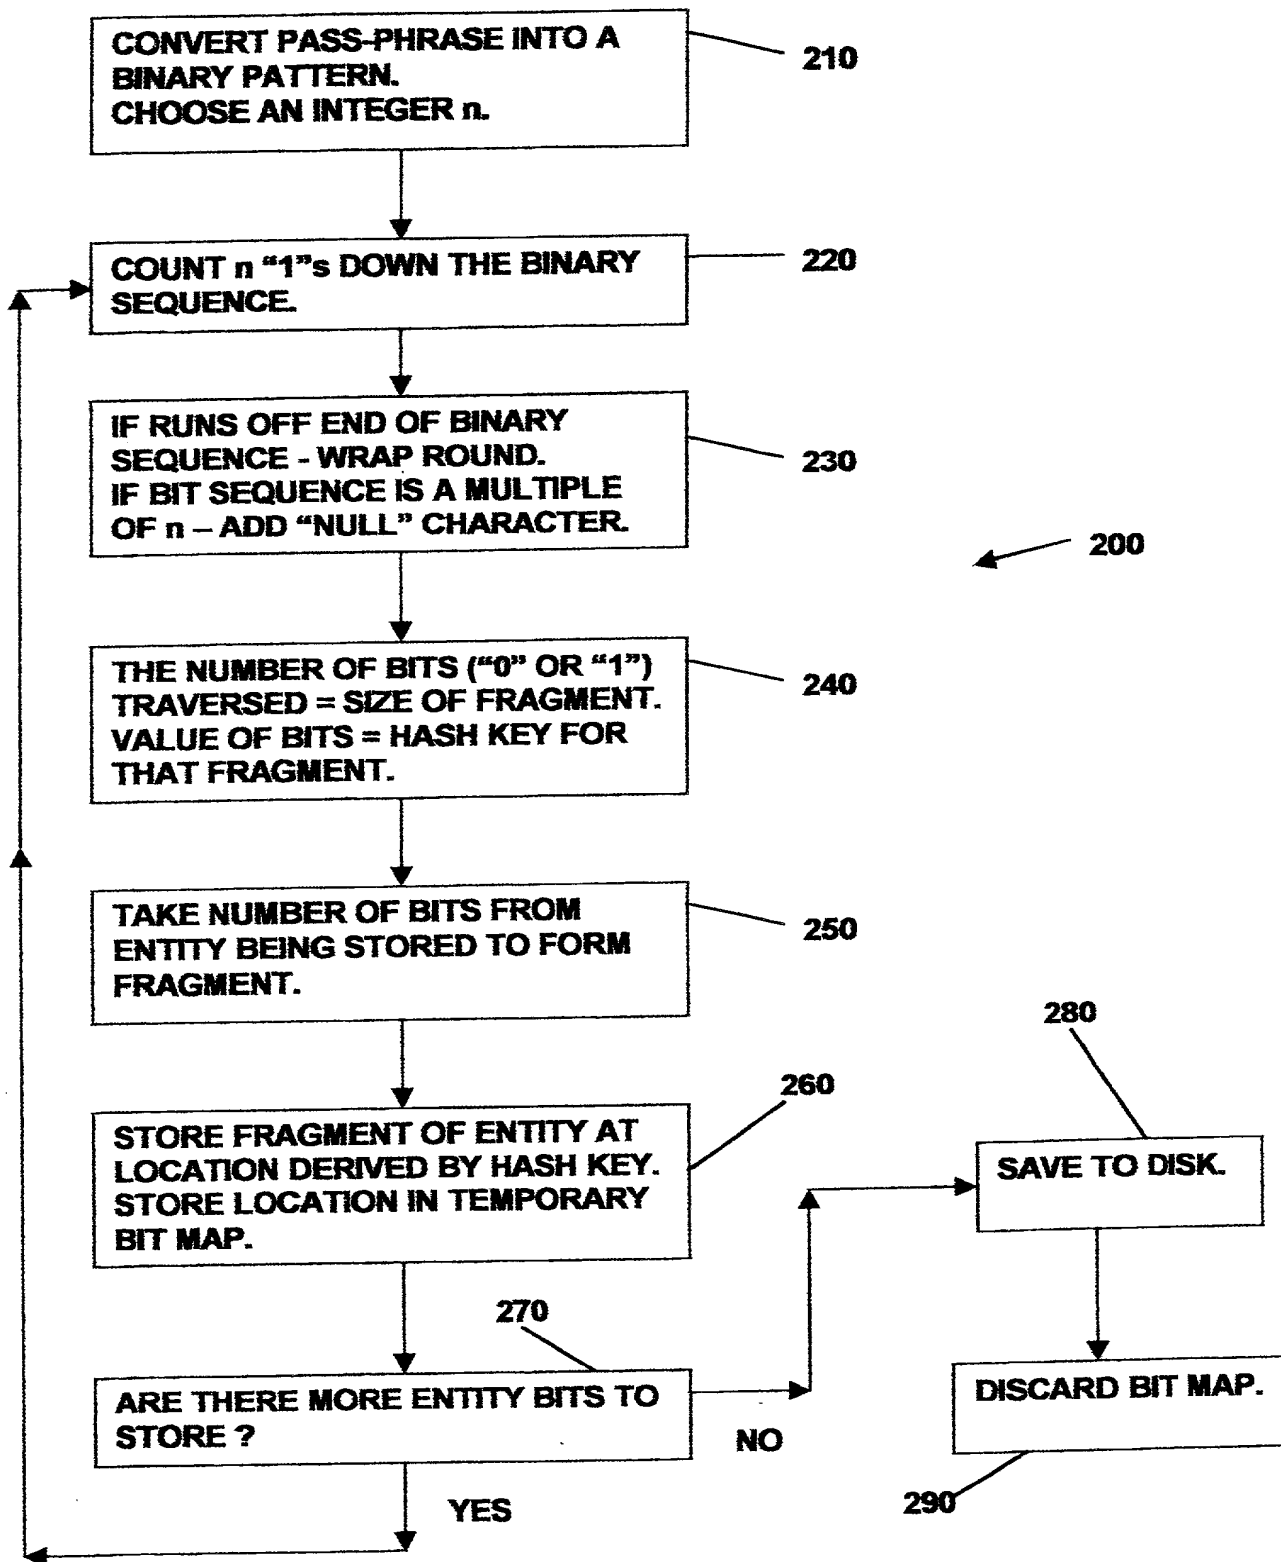 CONVERT PASS-PHRASE INTO A
BINARY PATTERN.
CHOOSE AN INTEGER n.
210
COUNT n “1”s DOWN THE BINARY
SEQUENCE.
220
IF RUNS OFF END OF BINARY
SEQUENCE - WRAP ROUND.
IF BIT SEQUENCE IS A MULTIPLE
OF n – ADD “NULL” CHARACTER.
230
200
THE NUMBER OF BITS (“0” OR “1”)
TRAVERSED = SIZE OF FRAGMENT.
VALUE OF BITS = HASH KEY FOR
THAT FRAGMENT.
240
TAKE NUMBER OF BITS FROM
ENTITY BEING STORED TO FORM
FRAGMENT.
250
STORE FRAGMENT OF ENTITY AT
LOCATION DERIVED BY HASH KEY.
STORE LOCATION IN TEMPORARY
BIT MAP.
260
270
ARE THERE MORE ENTITY BITS TO
STORE ?
NO
YES
280
SAVE TO DISK.
DISCARD BIT MAP.
290